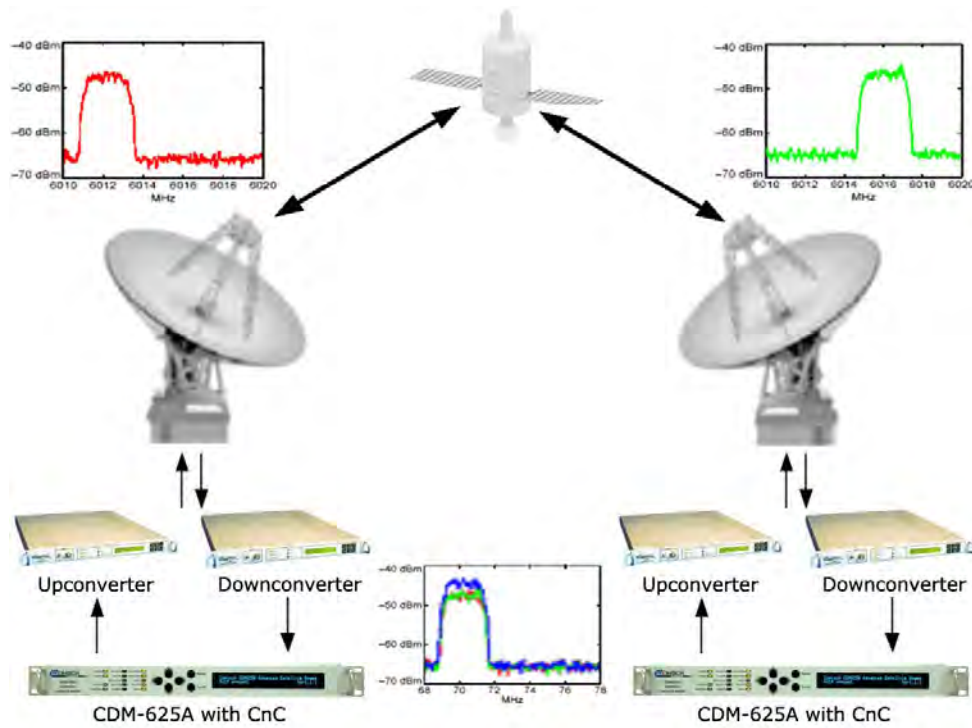 −40 dBm
−50 dBm
−60 dBm
−70 dBm
6010 6012 6014 6016 6018 6020
MHz
−40 dBm
−50 dBm
−60 dBm
−70 dBm
6010 6012 6014 6016 6018 6020
MHz
Upconverter
Downconverter
Upconverter
Downconverter
−40 dBm
−50 dBm
−60 dBm
−70 dBm
68 70 72 74 76 78
MHz
CDM-625A with CnC
CDM-625A with CnC